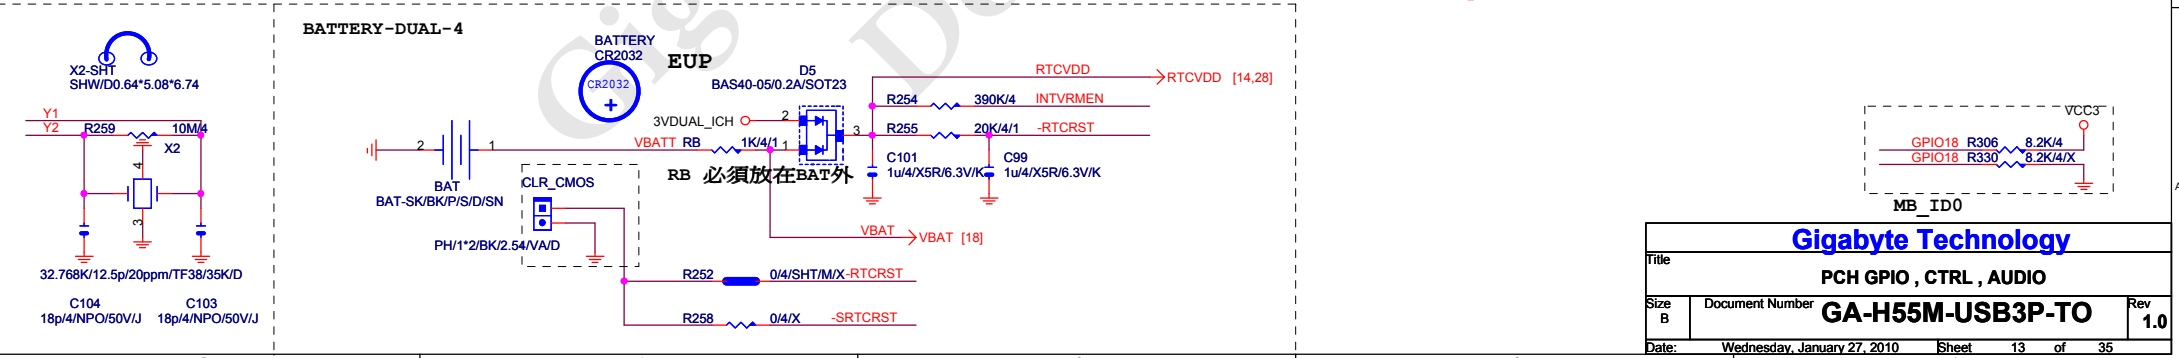 BATTERY-DUAL-4
X2-SHT
SHW/D0.64*5.08*6.74
Y1
Y2
R259
10M/4
X2
4
3
32.768K/12.5p/20ppm/TF38/35K/D
C104
18p/4/NPO/50V/J
C103
18p/4/NPO/50V/J
BATTERY
CR2032
CR2032
+
EUP
D5
BAS40-05/0.2A/SOT23
3VDUAL_ICH
2
3
1
VBATT
RB
1K/4/1
2
1
BAT
BAT-SK/BK/P/S/D/SN
RB 必須放在BAT外
CLR_CMOS
PH/1*2/BK/2.54/VA/D
RTCVDD
RTCVDD [14,28]
R254
390K/4
INTVRMEN
R255
20K/4/1
-RTCRST
C101
1u/4/X5R/6.3V/K
C99
1u/4/X5R/6.3V/K
VBAT
VBAT [18]
R252
0/4/SHT/M/X
-RTCRST
R258
0/4/X
-SRTCRST
VCC3
GPIO18
R306
8.2K/4
GPIO18
R330
8.2K/4/X
MB_ID0
Gigabyte Technology
Title
PCH GPIO , CTRL , AUDIO
Size
B
Document Number
GA-H55M-USB3P-TO
Rev
1.0
Date:
Wednesday, January 27, 2010
Sheet
13
of
35